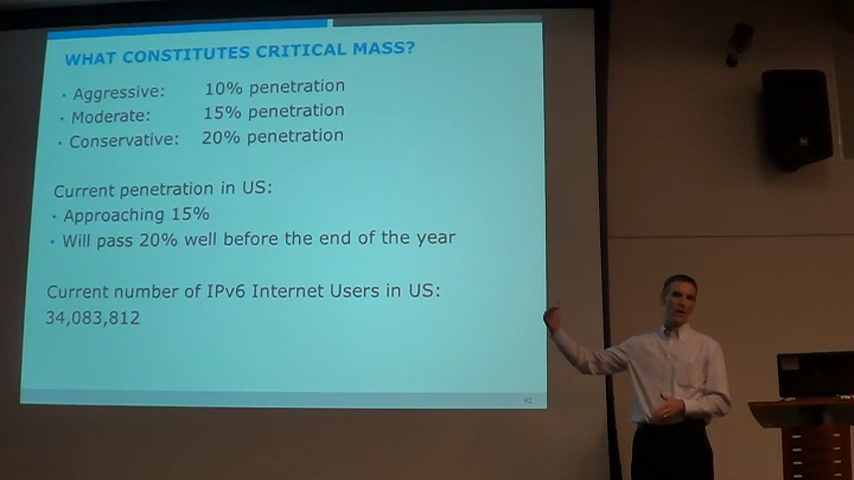 WHAT CONSTITUTES CRITICAL MASS?
• Aggressive: 10% penetration
• Moderate: 15% penetration
• Conservative: 20% penetration
Current penetration in US:
• Approaching 15%
• Will pass 20% well before the end of the year
Current number of IPv6 Internet Users in US:
34,083,812
42